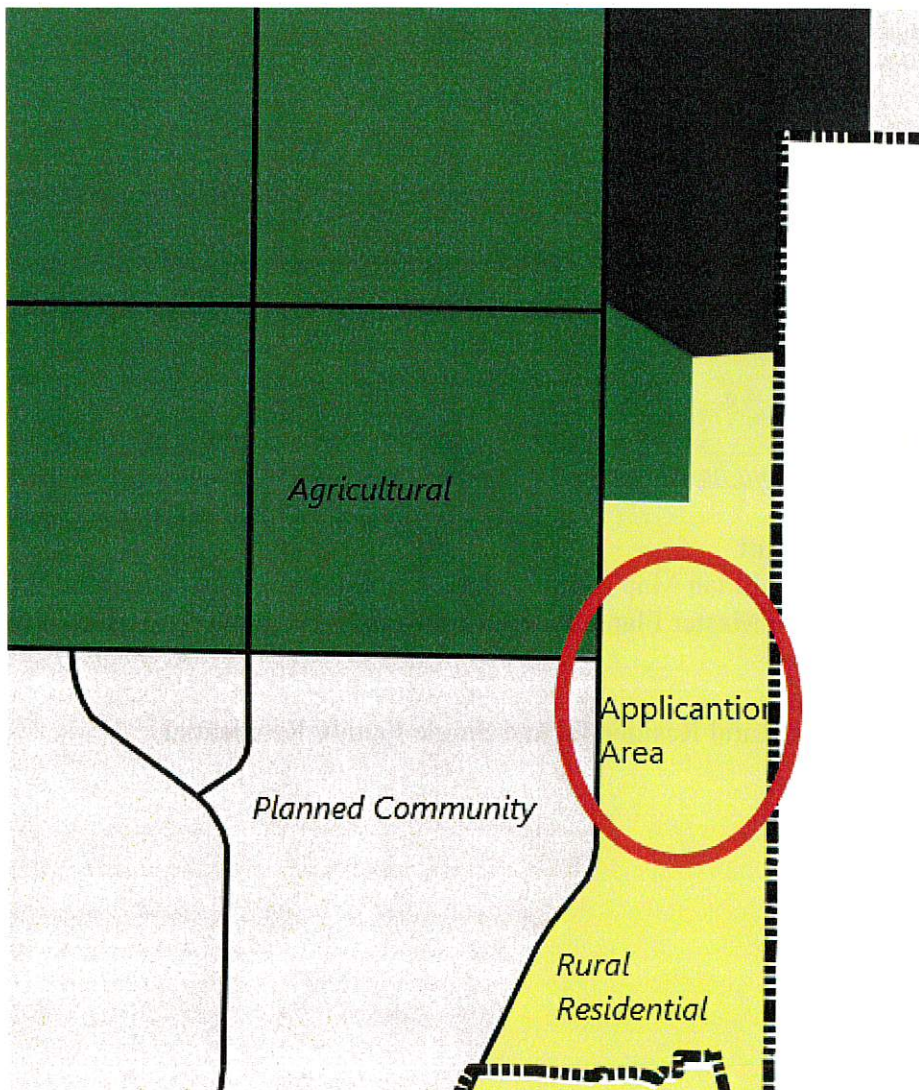 Agricultural
Applicantion
Area
Planned Community
Rural
Residential